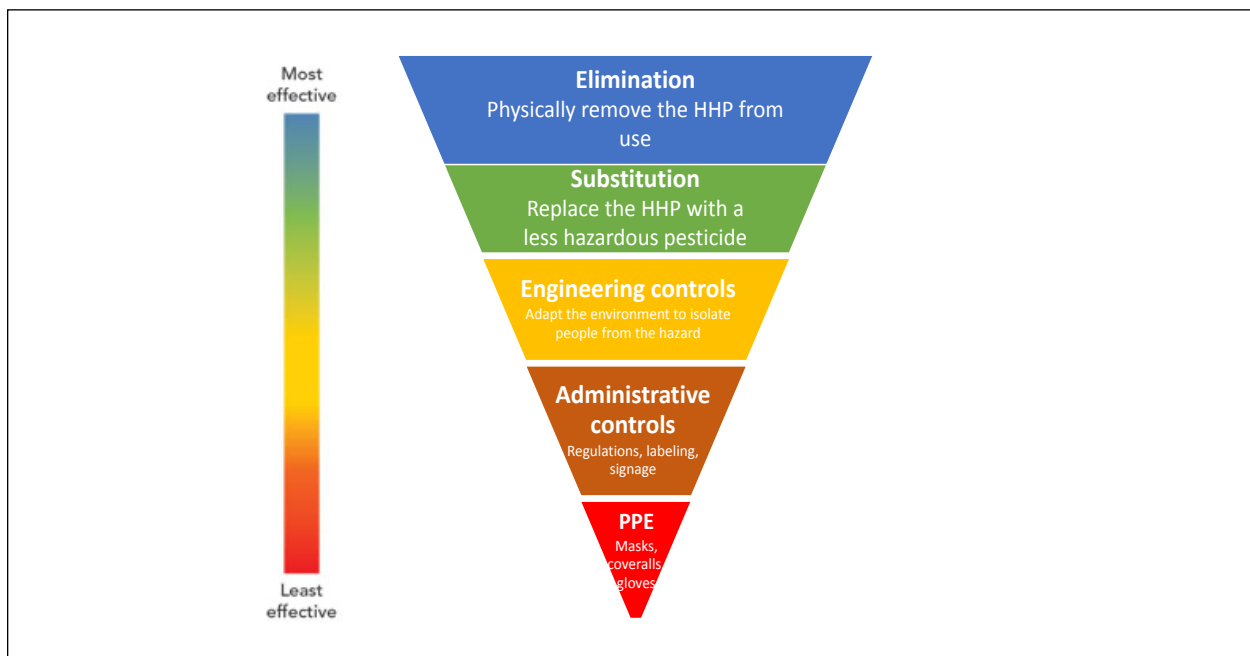 Most
effective
Elimination
Physically remove the HHP from
use
Substitution
Replace the HHP with a
less hazardous pesticide
Engineering controls
Adapt the environment to isolate
people from the hazard
Administrative
controls
Regulations, labeling,
signage
PPE
Masks,
coveralls
gloves
Least
effective